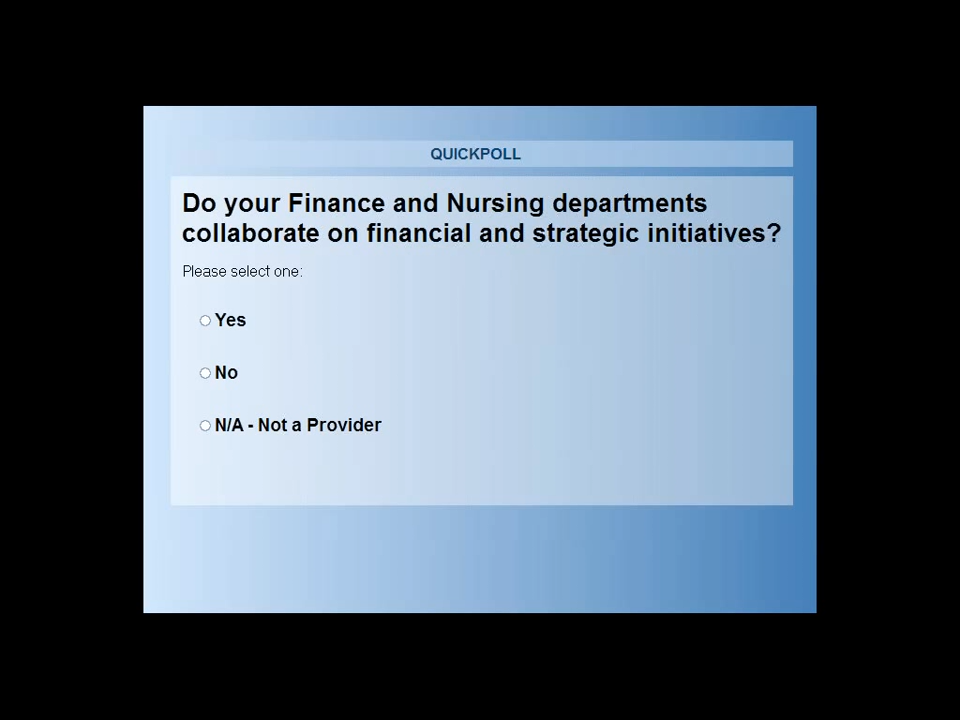 QUICKPOLL
Do your Finance and Nursing departments
collaborate on financial and strategic initiatives?
Please select one:
Yes
No
N/A - Not a Provider